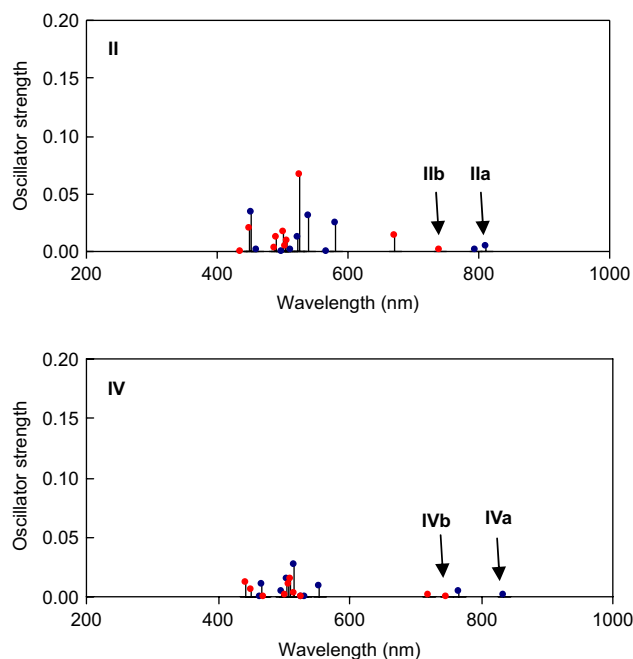 0.20
II
0.15
Oscillator strength
0.10
IIb IIa
0.05
0.00
200 400 600 800 1000
Wavelength (nm)
0.20
IV
0.15
Oscillator strength
0.10
IVb IVa
0.05
0.00
200 400 600 800 1000
Wavelength (nm)